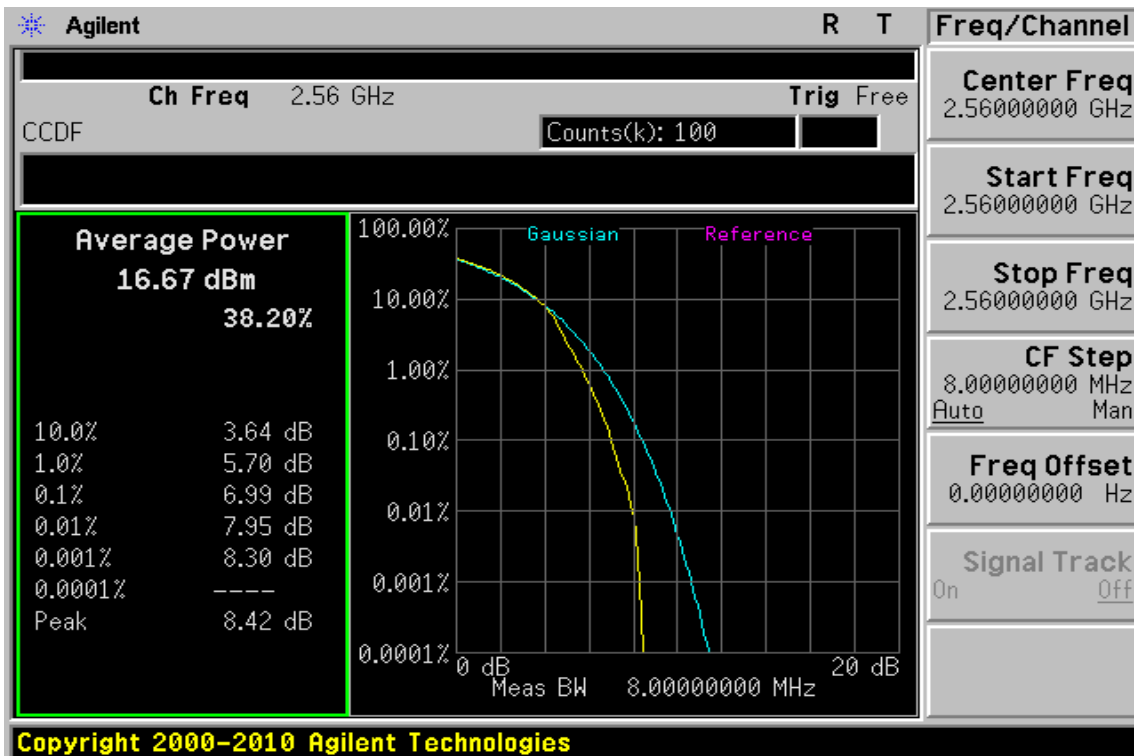 Agilent R T
Freq/Channel
Ch Freq 2.56 GHz Trig Free
CCDF Counts(k): 100
Average Power
16.67 dBm
38.20%
10.0% 3.64 dB
1.0% 5.70 dB
0.1% 6.99 dB
0.01% 7.95 dB
0.001% 8.30 dB
0.0001% ----
Peak 8.42 dB
Gaussian Reference
100.00%
10.00%
1.00%
0.10%
0.01%
0.001%
0.0001%
0 dB 20 dB
Meas BW 8.00000000 MHz
Center Freq
2.56000000 GHz
Start Freq
2.56000000 GHz
Stop Freq
2.56000000 GHz
CF Step
8.00000000 MHz
Auto Man
Freq Offset
0.00000000 Hz
Signal Track
On Off
Copyright 2000-2010 Agilent Technologies